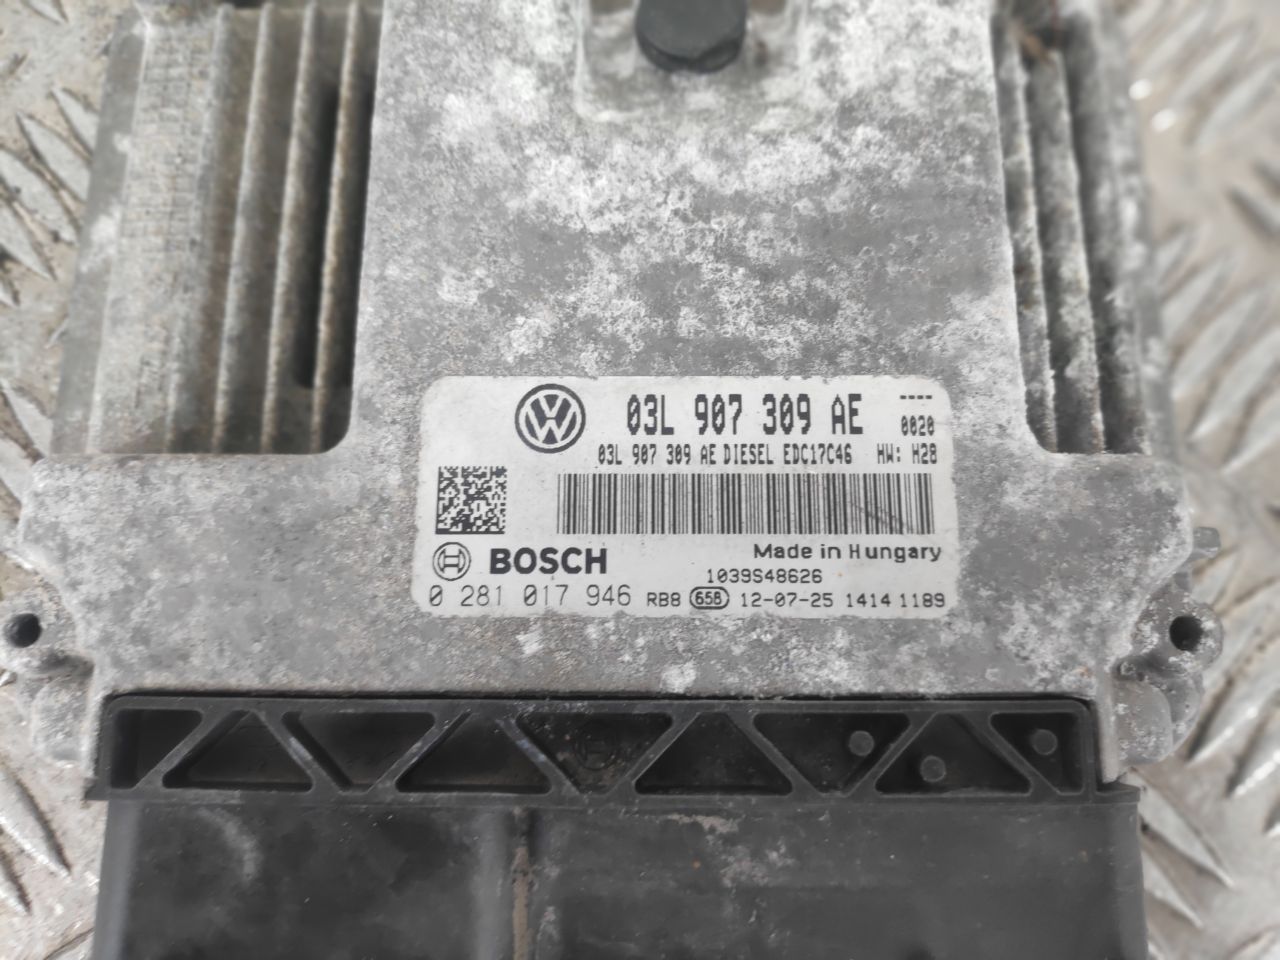 03L 907 309 AE ----
0020
03L 907 309 AE DIESEL EDC17C46 HW: H28
BOSCH Made in Hungary
1039S48626
0 281 017 946 RB8 658 12-07-25 1414 1189